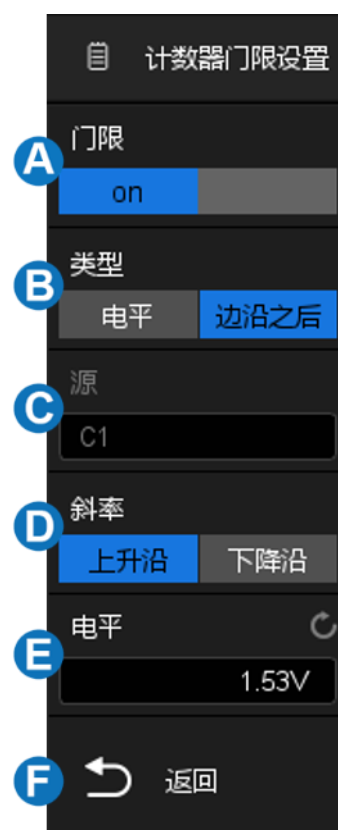 计数器门限设置
门限
A
on
类型
B
电平 边沿之后
源
C
C1
斜率
D
上升沿 下降沿
电平
E
1.53V
F 返回